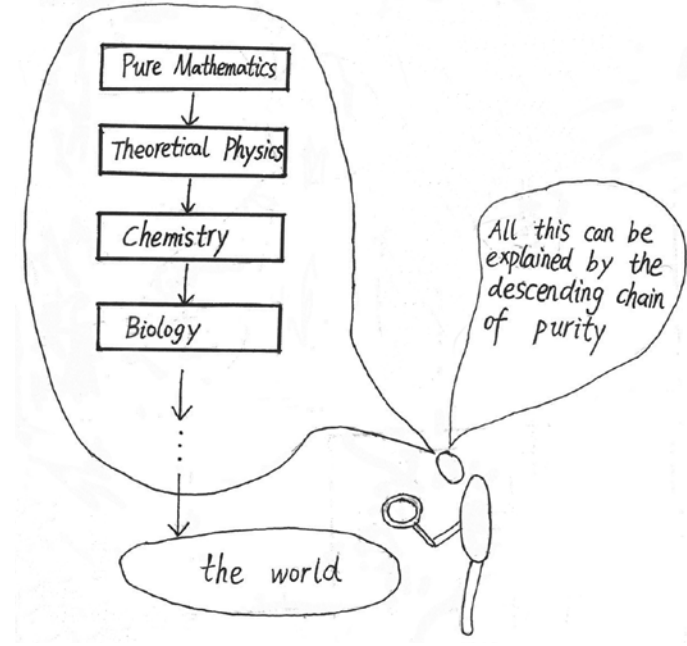 Pure Mathematics
Theoretical Physics
Chemistry
Biology
the world
All this can be
explained by the
descending chain
of purity